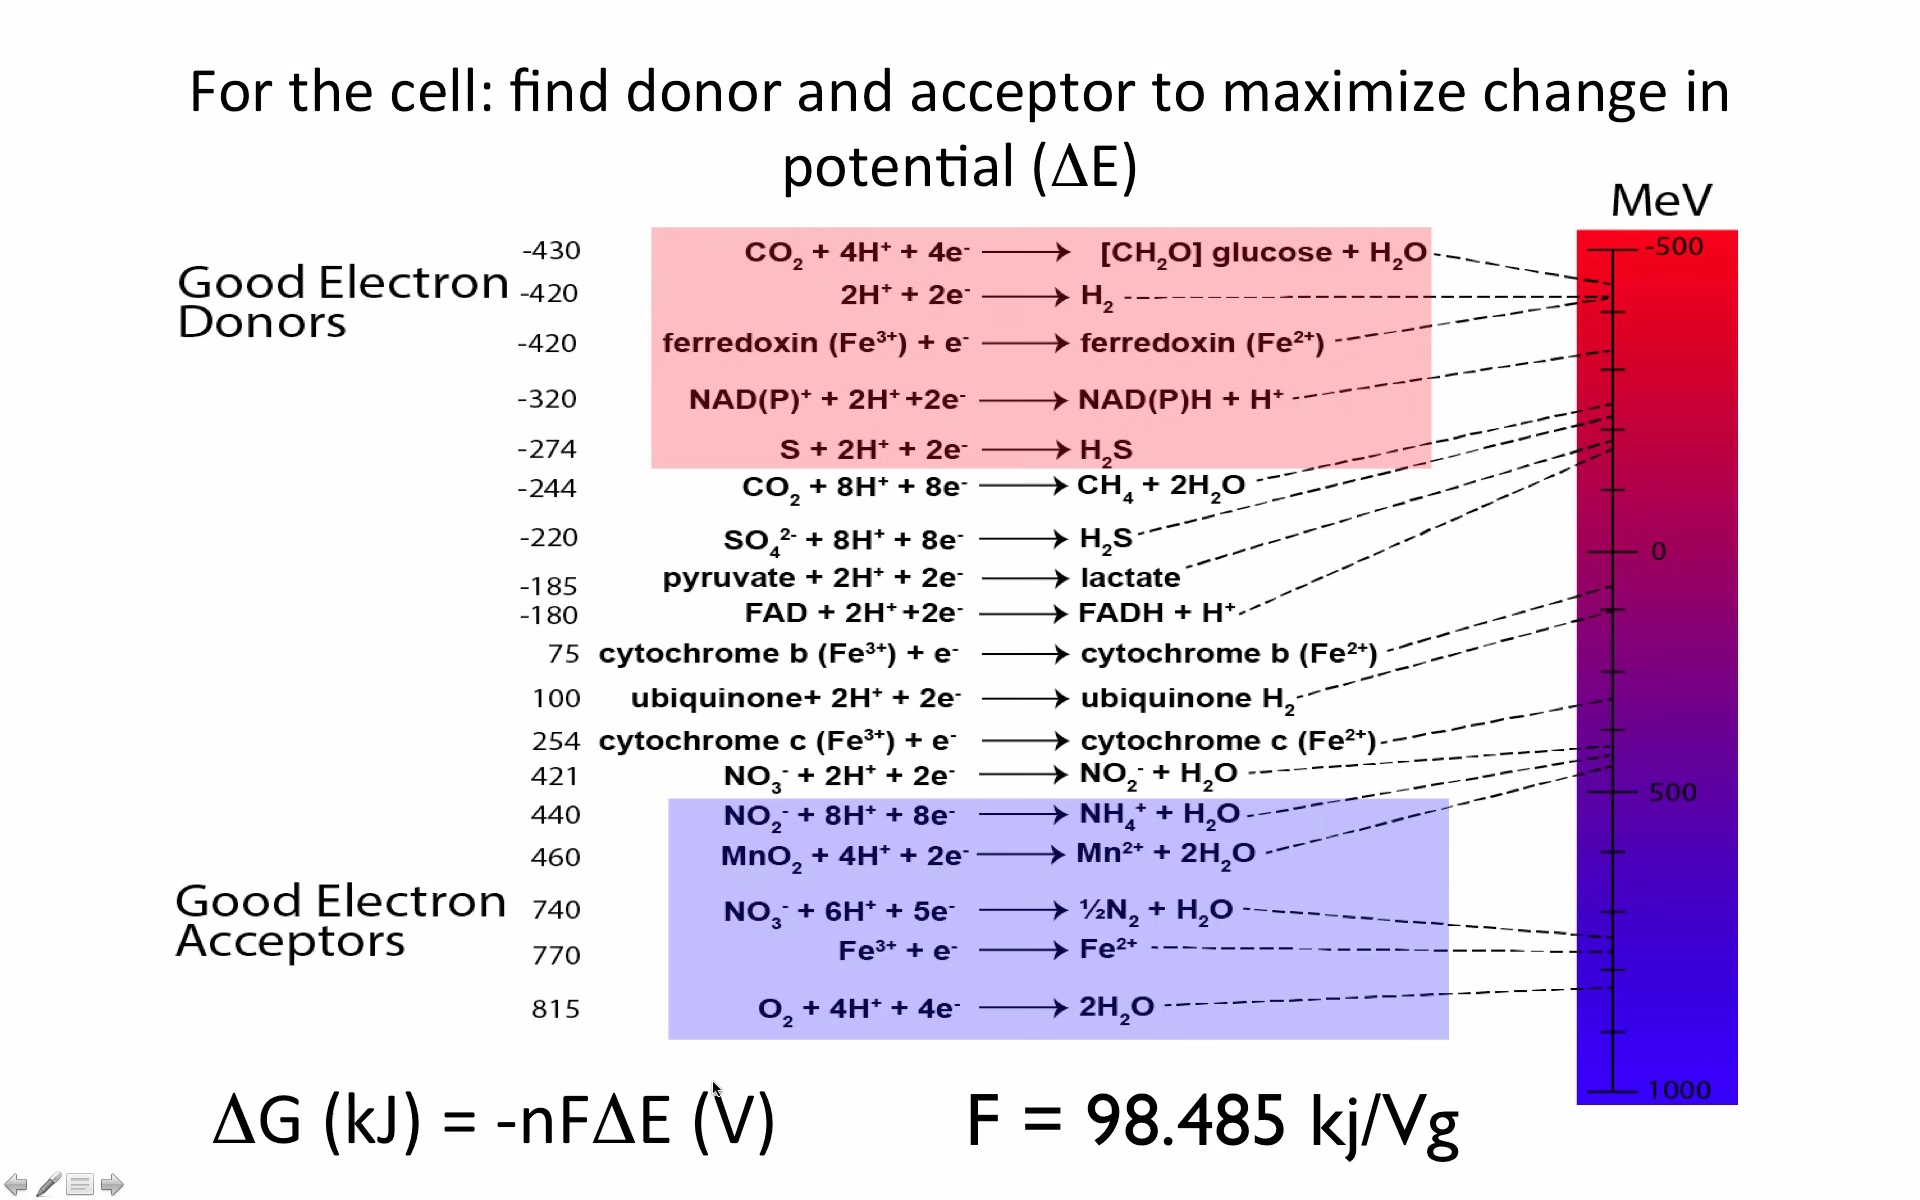 For the cell: find donor and acceptor to maximize change in
potential (ΔE)
MeV
Good Electron
Donors
-430 CO₂ + 4H⁺ + 4e⁻ ⟶ [CH₂O] glucose + H₂O
-420 2H⁺ + 2e⁻ ⟶ H₂
-420 ferredoxin (Fe³⁺) + e⁻ ⟶ ferredoxin (Fe²⁺)
-320 NAD(P)⁺ + 2H⁺ +2e⁻ ⟶ NAD(P)H + H⁺
-274 S + 2H⁺ + 2e⁻ ⟶ H₂S
-244 CO₂ + 8H⁺ + 8e⁻ ⟶ CH₄ + 2H₂O
-220 SO₄²⁻ + 8H⁺ + 8e⁻ ⟶ H₂S
-185 pyruvate + 2H⁺ + 2e⁻ ⟶ lactate
-180 FAD + 2H⁺ +2e⁻ ⟶ FADH + H⁺
75 cytochrome b (Fe³⁺) + e⁻ ⟶ cytochrome b (Fe²⁺)
100 ubiquinone+ 2H⁺ + 2e⁻ ⟶ ubiquinone H₂
254 cytochrome c (Fe³⁺) + e⁻ ⟶ cytochrome c (Fe²⁺)
421 NO₃⁻ + 2H⁺ + 2e⁻ ⟶ NO₂⁻ + H₂O
440 NO₂⁻ + 8H⁺ + 8e⁻ ⟶ NH₄⁺ + H₂O
460 MnO₂ + 4H⁺ + 2e⁻ ⟶ Mn²⁺ + 2H₂O
Good Electron
Acceptors
740 NO₃⁻ + 6H⁺ + 5e⁻ ⟶ ½N₂ + H₂O
770 Fe³⁺ + e⁻ ⟶ Fe²⁺
815 O₂ + 4H⁺ + 4e⁻ ⟶ 2H₂O
-500
0
500
1000
ΔG (kJ) = -nFΔE (V)
F = 98.485 kj/Vg